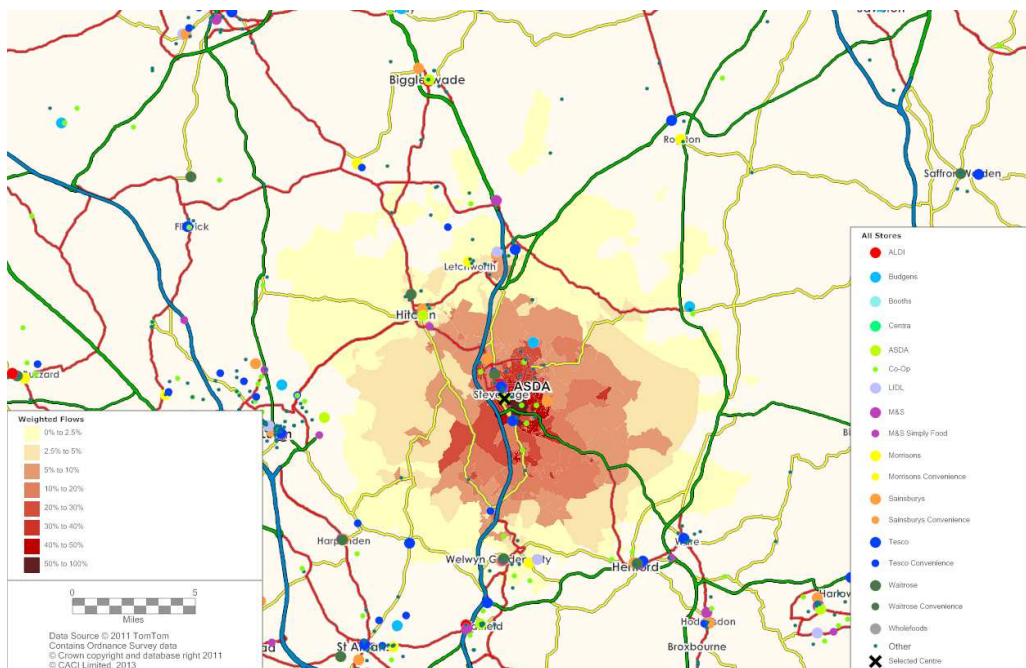 Biggleswade
Royston
Saffron Walden
Flitwick
Letchworth
Hitchin
ASDA
Stevenage
Buzzard
Harpenden
Welwyn Garden City
Ware
Hertford
Harlow
Hatfield
Hoddesdon
St Albans
Broxbourne
Weighted Flows
0% to 2.5%
2.5% to 5%
5% to 10%
10% to 20%
20% to 30%
30% to 40%
40% to 50%
50% to 100%
0 5
Miles
Data Source © 2011 TomTom
Contains Ordnance Survey data
© Crown copyright and database right 2011
© CACI Limited, 2013
All Stores
ALDI
Budgens
Booths
Centra
ASDA
Co-Op
LIDL
M&S
M&S Simply Food
Morrisons
Morrisons Convenience
Sainsburys
Sainsburys Convenience
Tesco
Tesco Convenience
Waitrose
Waitrose Convenience
Wholefoods
Other
Selected Centre